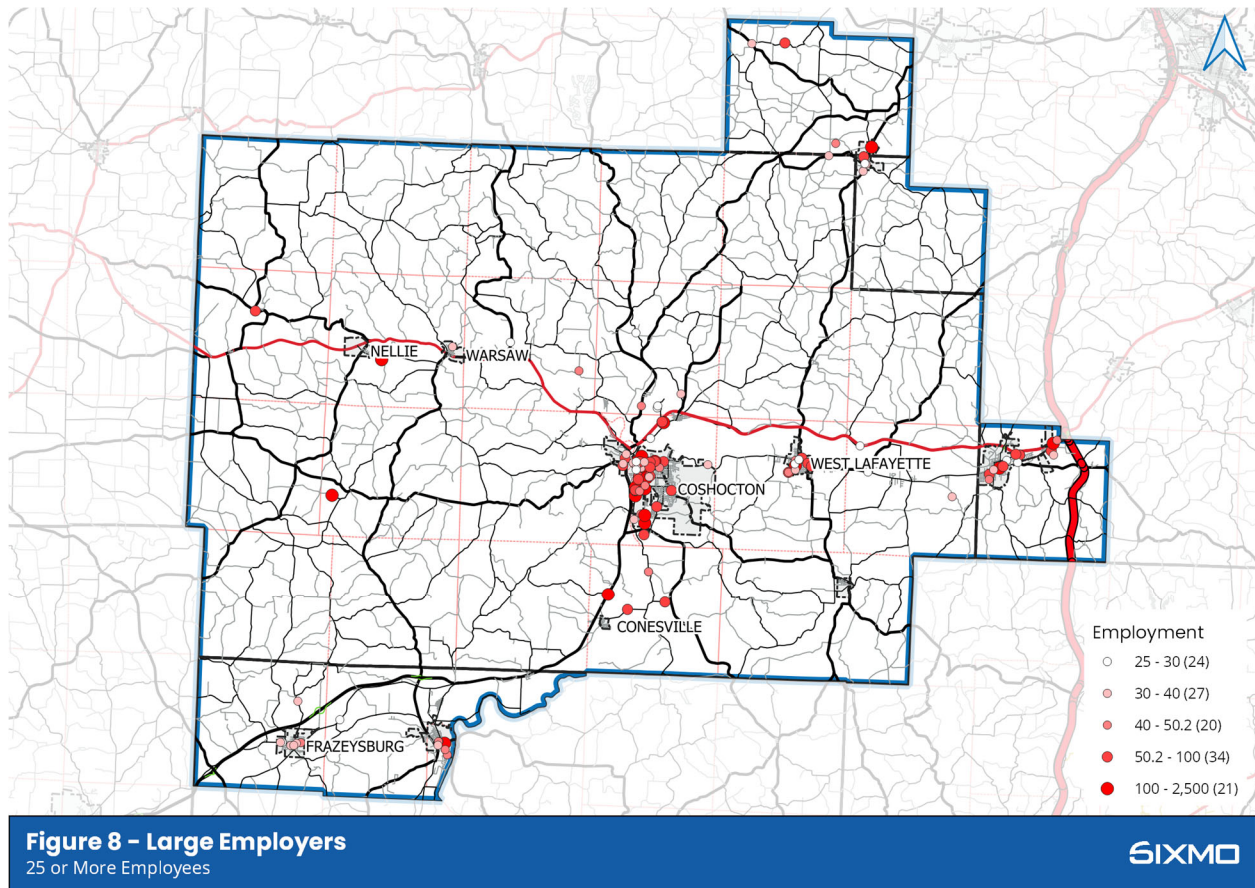 NELLIE
WARSAW
WEST LAFAYETTE
COSHOCTON
CONESVILLE
FRAZEYSBURG
Employment
25 - 30 (24)
30 - 40 (27)
40 - 50.2 (20)
50.2 - 100 (34)
100 - 2,500 (21)
Figure 8 - Large Employers
25 or More Employees
SIXMO